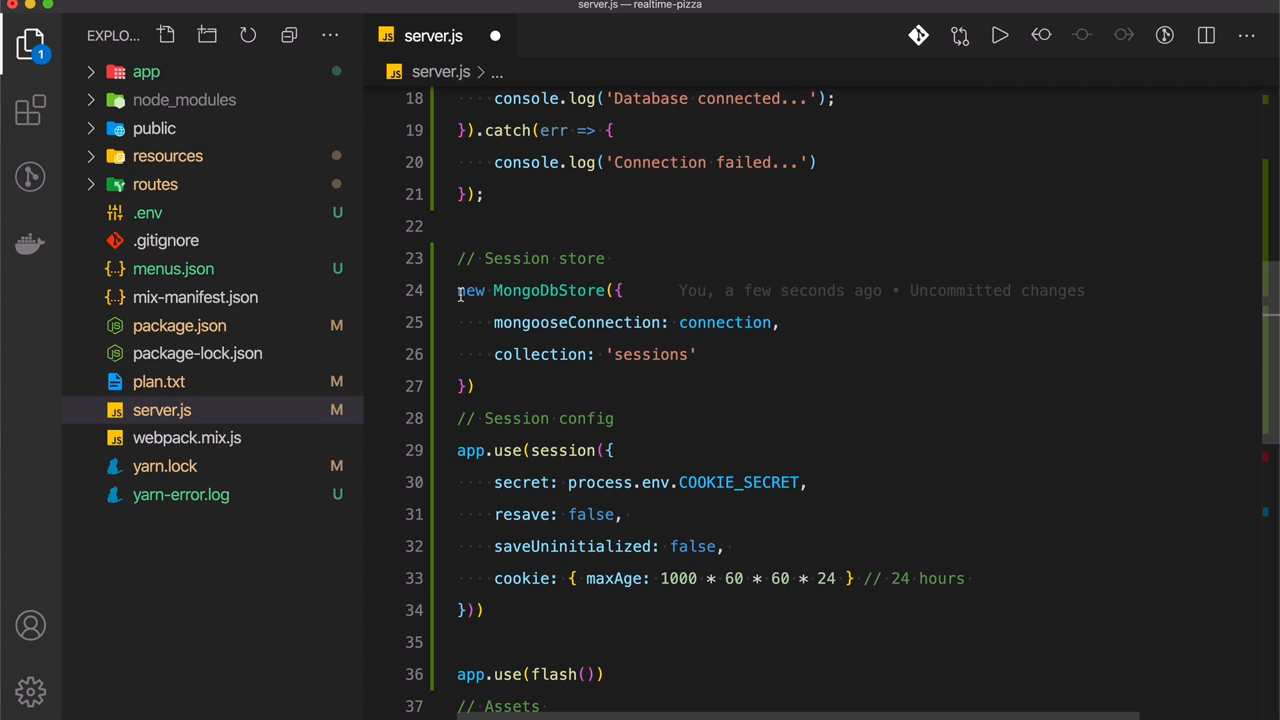 server.js — realtime-pizza
EXPLO...
server.js
1
server.js > ...
app
node_modules
public
resources
routes
.env U
.gitignore
menus.json U
mix-manifest.json
package.json M
package-lock.json
plan.txt M
server.js M
webpack.mix.js
yarn.lock M
yarn-error.log U
18 console.log('Database connected...');
19 }).catch(err => {
20 console.log('Connection failed...')
21 });
22
23 // Session store
24 new MongoDbStore({ You, a few seconds ago • Uncommitted changes
25 mongooseConnection: connection,
26 collection: 'sessions'
27 })
28 // Session config
29 app.use(session({
30 secret: process.env.COOKIE_SECRET,
31 resave: false,
32 saveUninitialized: false,
33 cookie: { maxAge: 1000 * 60 * 60 * 24 } // 24 hours
34 }))
35
36 app.use(flash())
37 // Assets